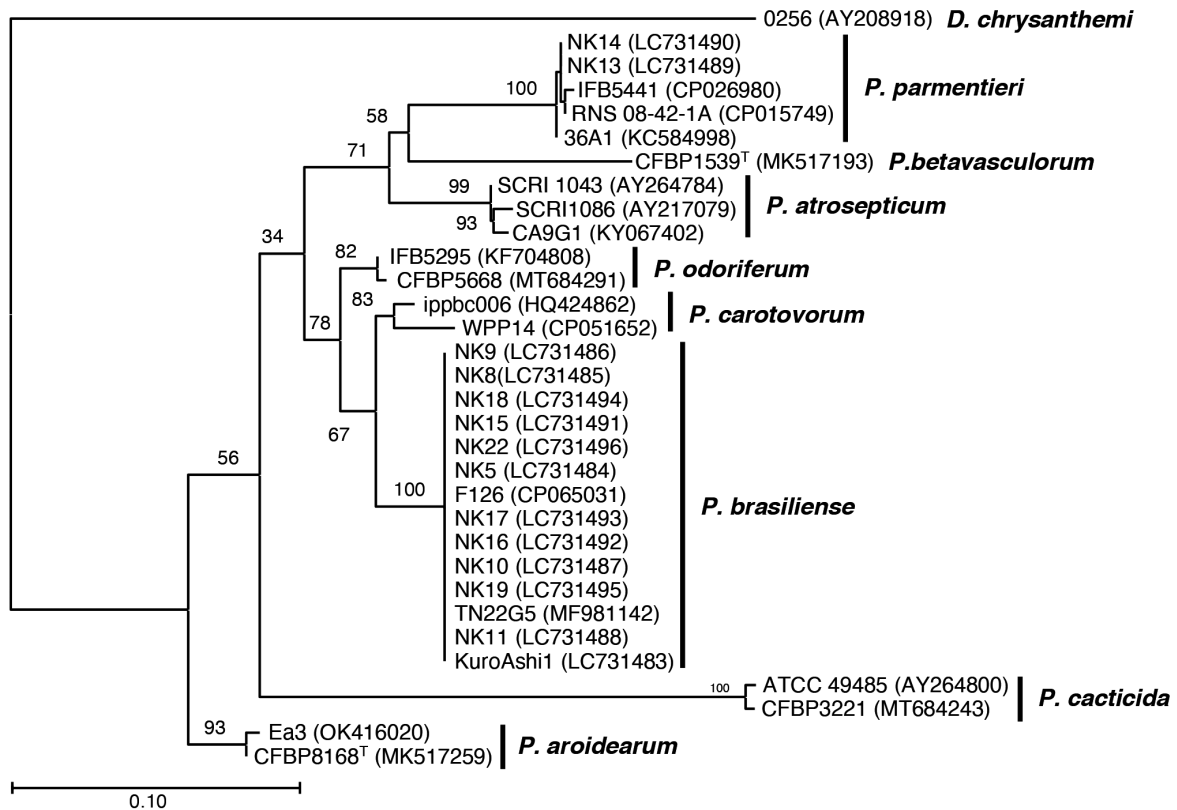 0256 (AY208918) D. chrysanthemi
NK14 (LC731490)
NK13 (LC731489)
100 IFB5441 (CP026980) P. parmentieri
RNS 08-42-1A (CP015749)
58
36A1 (KC584998)
71 CFBP1539T (MK517193) P.betavasculorum
99 SCRI 1043 (AY264784)
SCRI1086 (AY217079) P. atrosepticum
93 CA9G1 (KY067402)
34
82 IFB5295 (KF704808) P. odoriferum
CFBP5668 (MT684291)
83 ippbc006 (HQ424862) P. carotovorum
78 WPP14 (CP051652)
NK9 (LC731486)
NK8(LC731485)
NK18 (LC731494)
NK15 (LC731491)
67
NK22 (LC731496)
56 NK5 (LC731484)
100 F126 (CP065031) P. brasiliense
NK17 (LC731493)
NK16 (LC731492)
NK10 (LC731487)
NK19 (LC731495)
TN22G5 (MF981142)
NK11 (LC731488)
KuroAshi1 (LC731483)
100 ATCC 49485 (AY264800) P. cacticida
CFBP3221 (MT684243)
93 Ea3 (OK416020) P. aroidearum
CFBP8168T (MK517259)
0.10